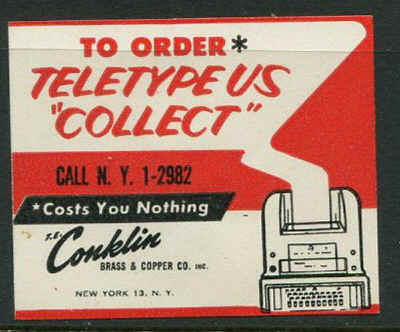 TO ORDER*
TELETYPE US
"COLLECT"
CALL N. Y. 1-2982
*Costs You Nothing
T.E. Conklin
BRASS & COPPER CO. INC.
NEW YORK 13, N. Y.